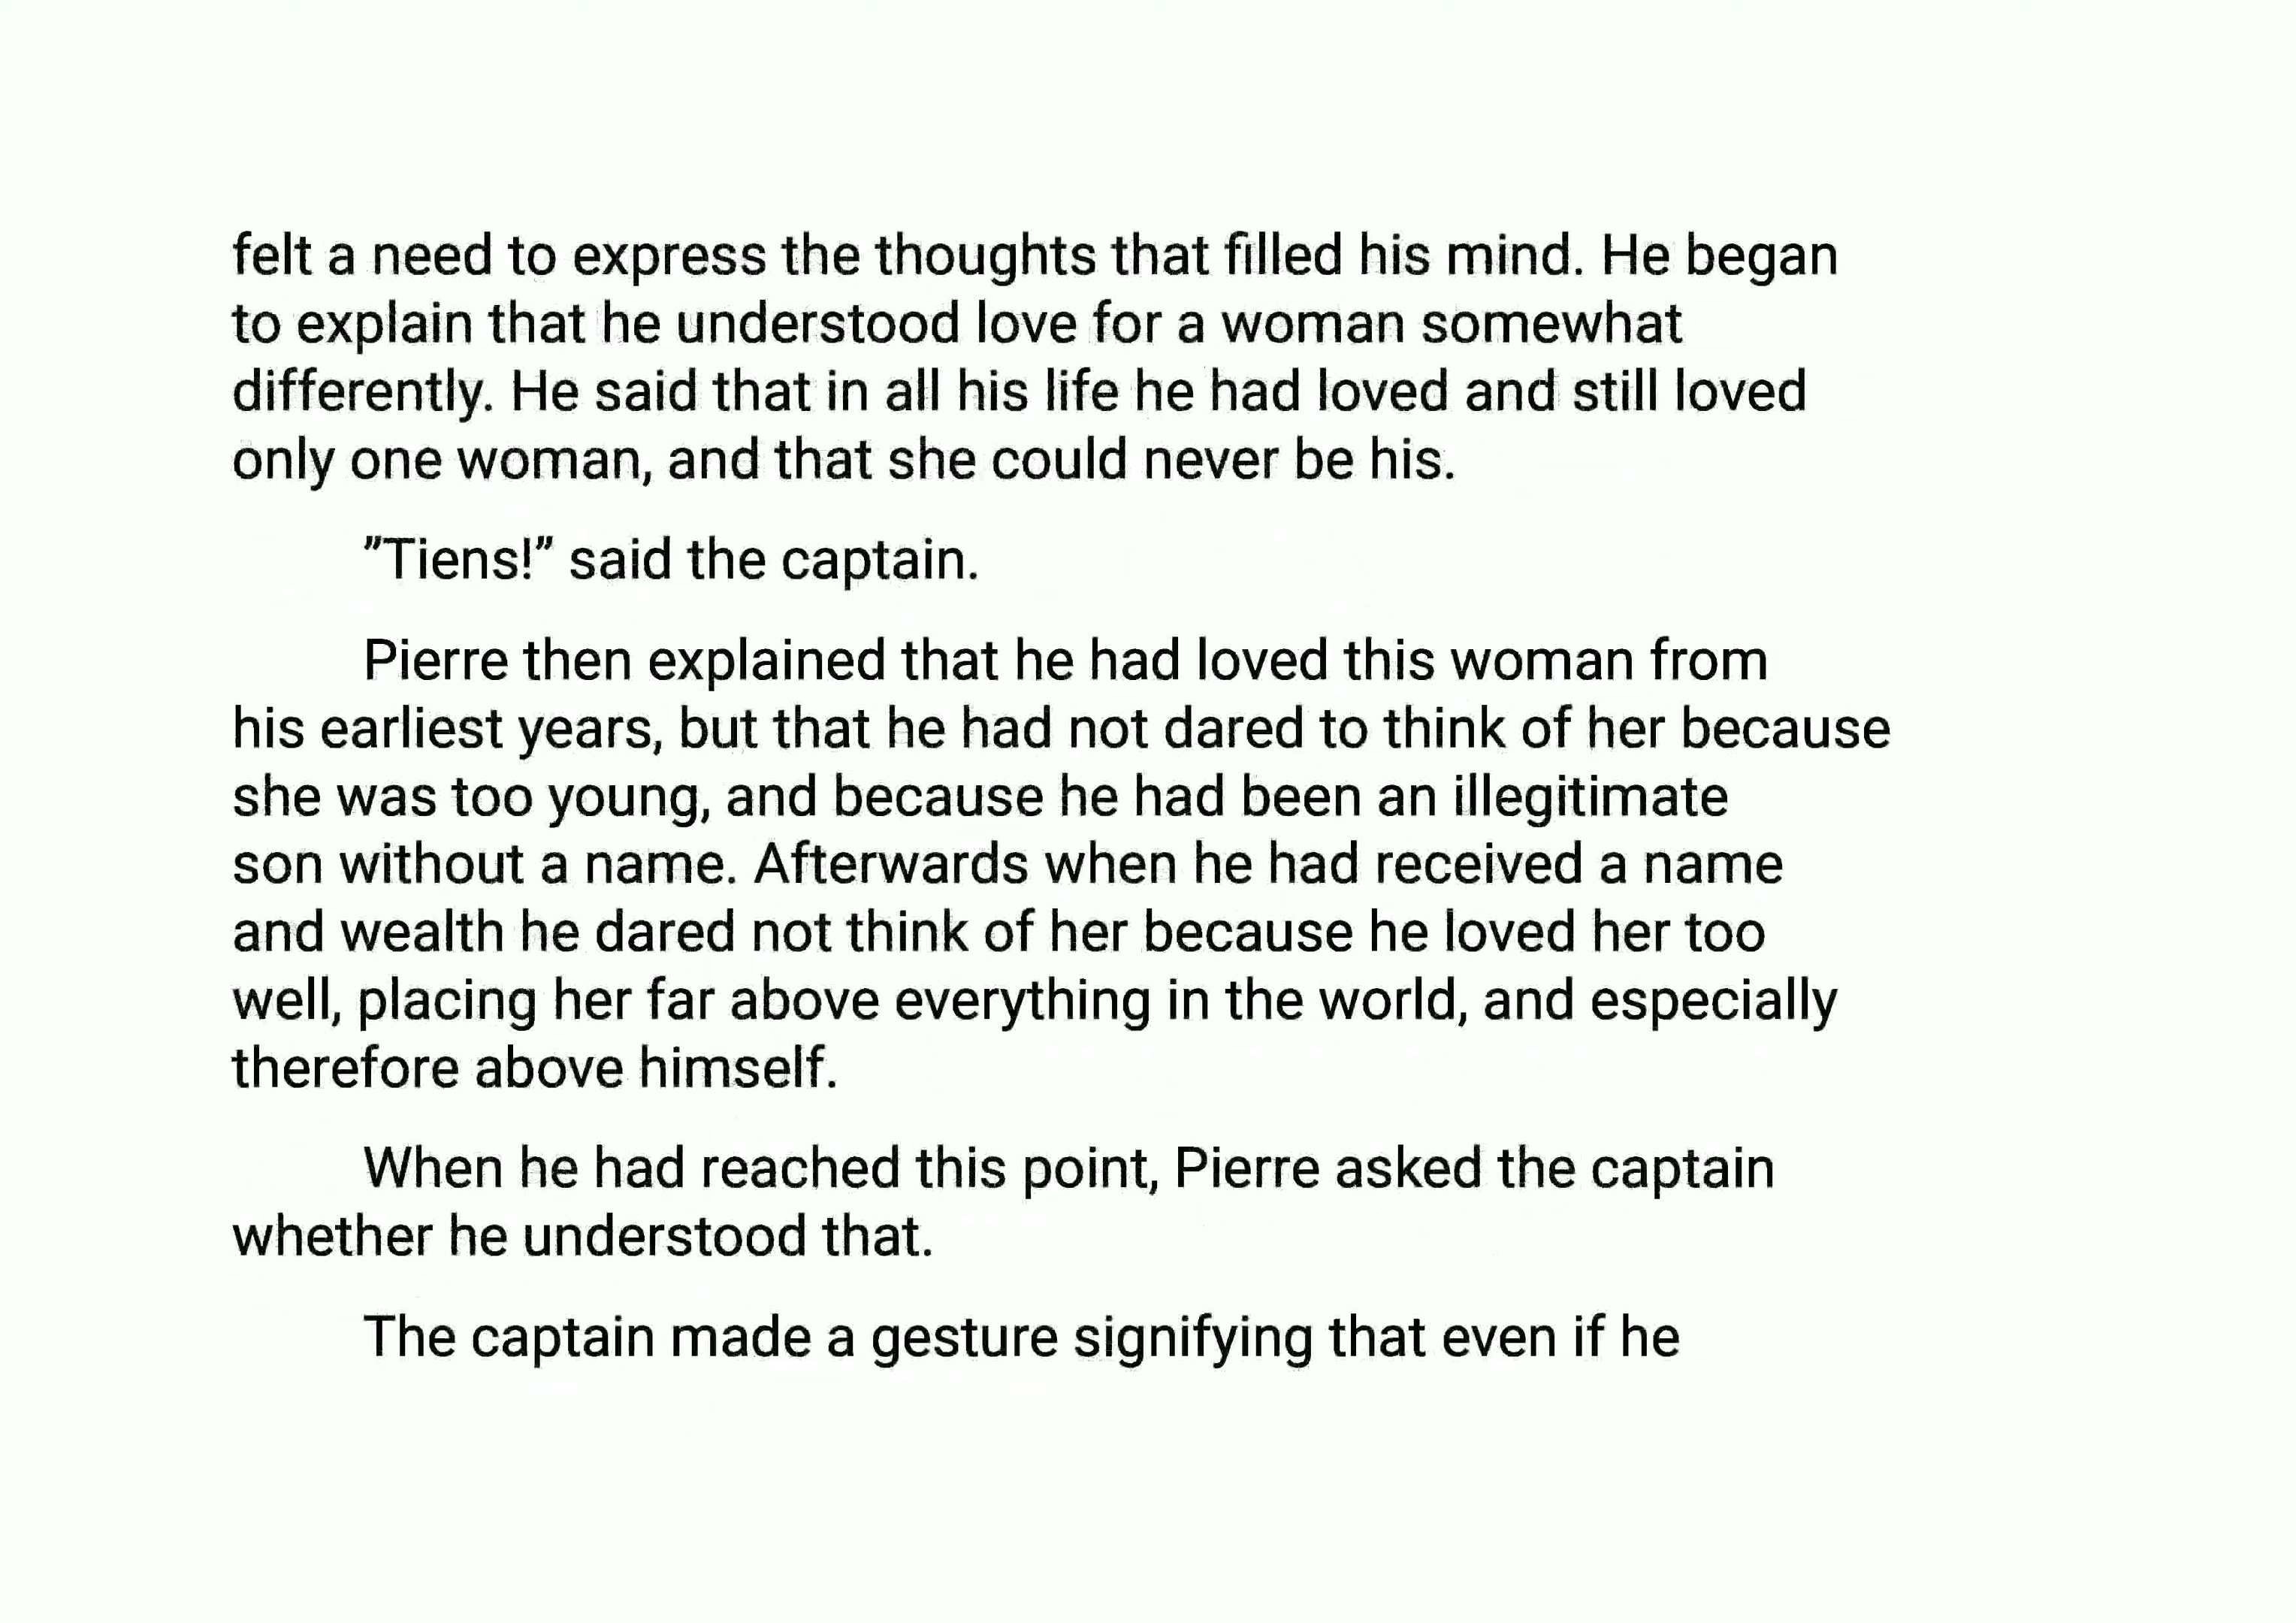 felt a need to express the thoughts that filled his mind. He began
to explain that he understood love for a woman somewhat
differently. He said that in all his life he had loved and still loved
only one woman, and that she could never be his.
”Tiens!” said the captain.
Pierre then explained that he had loved this woman from
his earliest years, but that he had not dared to think of her because
she was too young, and because he had been an illegitimate
son without a name. Afterwards when he had received a name
and wealth he dared not think of her because he loved her too
well, placing her far above everything in the world, and especially
therefore above himself.
When he had reached this point, Pierre asked the captain
whether he understood that.
The captain made a gesture signifying that even if he